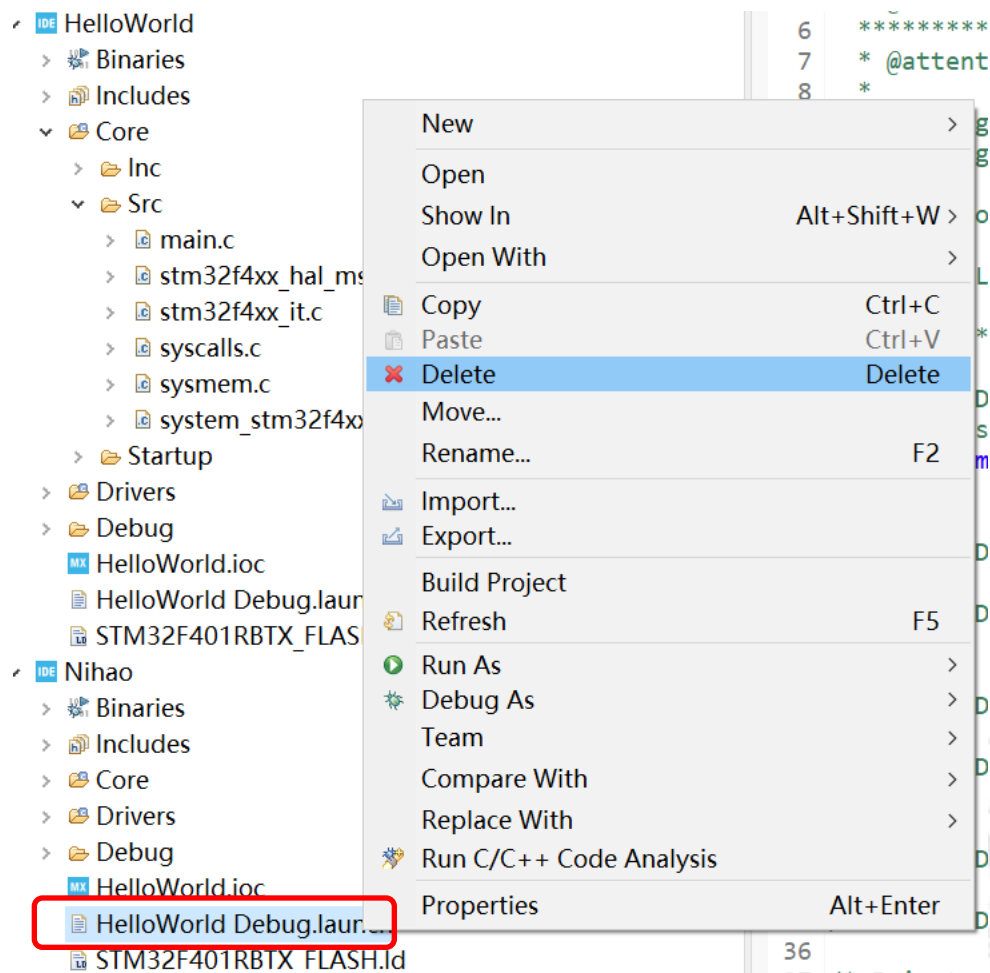 HelloWorld
Binaries
Includes
Core
Inc
Src
main.c
stm32f4xx_hal_ms
stm32f4xx_it.c
syscalls.c
sysmem.c
system_stm32f4xx
Startup
Drivers
Debug
HelloWorld.ioc
HelloWorld Debug.laun
STM32F401RBTX_FLASH
Nihao
Binaries
Includes
Core
Drivers
Debug
HelloWorld.ioc
HelloWorld Debug.launch
STM32F401RBTX_FLASH.ld
New
Open
Show In Alt+Shift+W
Open With
Copy Ctrl+C
Paste Ctrl+V
Delete Delete
Move...
Rename... F2
Import...
Export...
Build Project
Refresh F5
Run As
Debug As
Team
Compare With
Replace With
Run C/C++ Code Analysis
Properties Alt+Enter
6 *********
7 * @attent
8 *
36